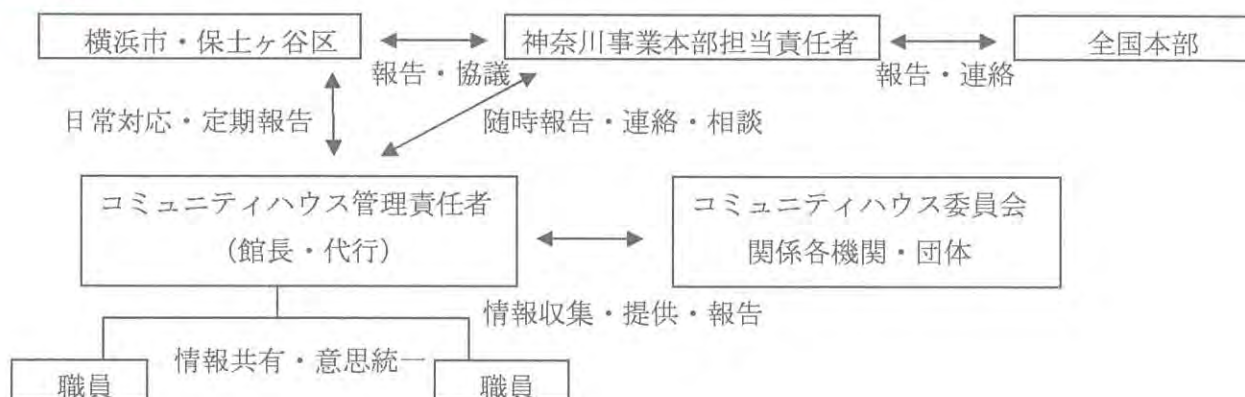 横浜市・保土ヶ谷区
神奈川事業本部担当責任者
全国本部
報告・協議
報告・連絡
日常対応・定期報告
随時報告・連絡・相談
コミュニティハウス管理責任者
(館長・代行)
コミュニティハウス委員会
関係各機関・団体
情報収集・提供・報告
情報共有・意思統一
職員
職員